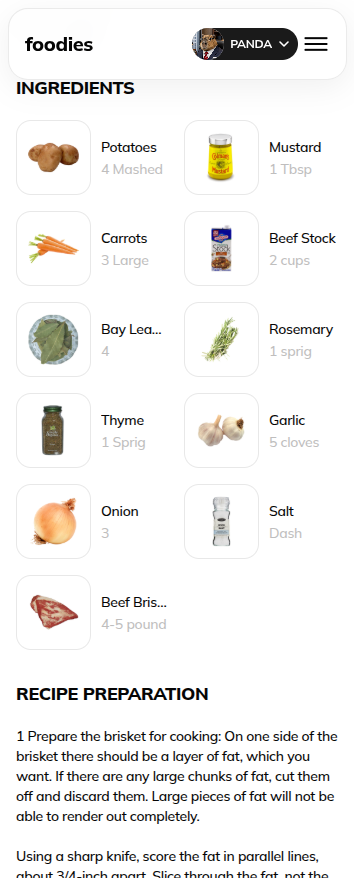 foodies
PANDA
INGREDIENTS
Potatoes
4 Mashed
Mustard
1 Tbsp
Carrots
3 Large
Beef Stock
2 cups
Bay Lea...
4
Rosemary
1 sprig
Thyme
1 Sprig
Garlic
5 cloves
Onion
3
Salt
Dash
Beef Bris...
4-5 pound
RECIPE PREPARATION
1 Prepare the brisket for cooking: On one side of the
brisket there should be a layer of fat, which you
want. If there are any large chunks of fat, cut them
off and discard them. Large pieces of fat will not be
able to render out completely.
Using a sharp knife, score the fat in parallel lines,
about 3/4-inch apart. Slice through the fat, not the